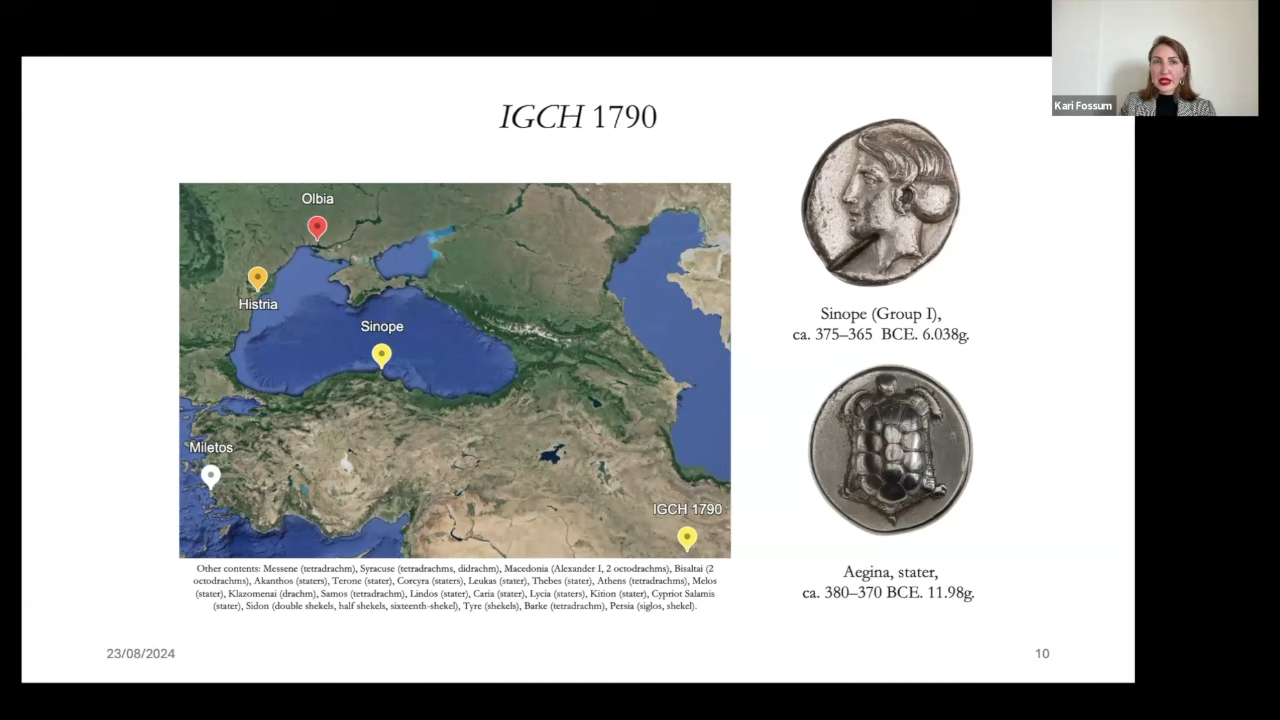 Kari Fossum
IGCH 1790
Olbia
Histria
Sinope
Miletos
IGCH 1790
Other contents: Messene (tetradrachm), Syracuse (tetradrachms, didrachm), Macedonia (Alexander I, 2 octodrachms), Bisaltai (2
octodrachms), Akanthos (staters), Terone (stater), Corcyra (staters), Leukas (stater), Thebes (stater), Athens (tetradrachms), Melos
(stater), Klazomenai (drachm), Samos (tetradrachm), Lindos (stater), Caria (stater), Lycia (staters), Kition (stater), Cypriot Salamis
(stater), Sidon (double shekels, half shekels, sixteenth-shekel), Tyre (shekels), Barke (tetradrachm), Persia (siglos, shekel).
Sinope (Group I),
ca. 375–365 BCE. 6.038g.
Aegina, stater,
ca. 380–370 BCE. 11.98g.
23/08/2024
10